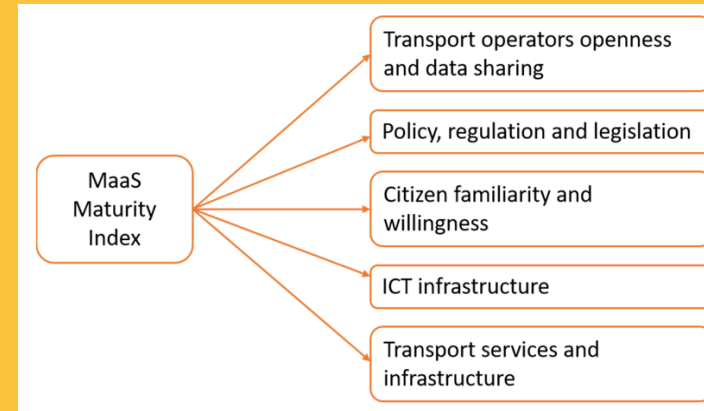 MaaS
Maturity
Index
Transport operators openness
and data sharing
Policy, regulation and legislation
Citizen familiarity and
willingness
ICT infrastructure
Transport services and
infrastructure